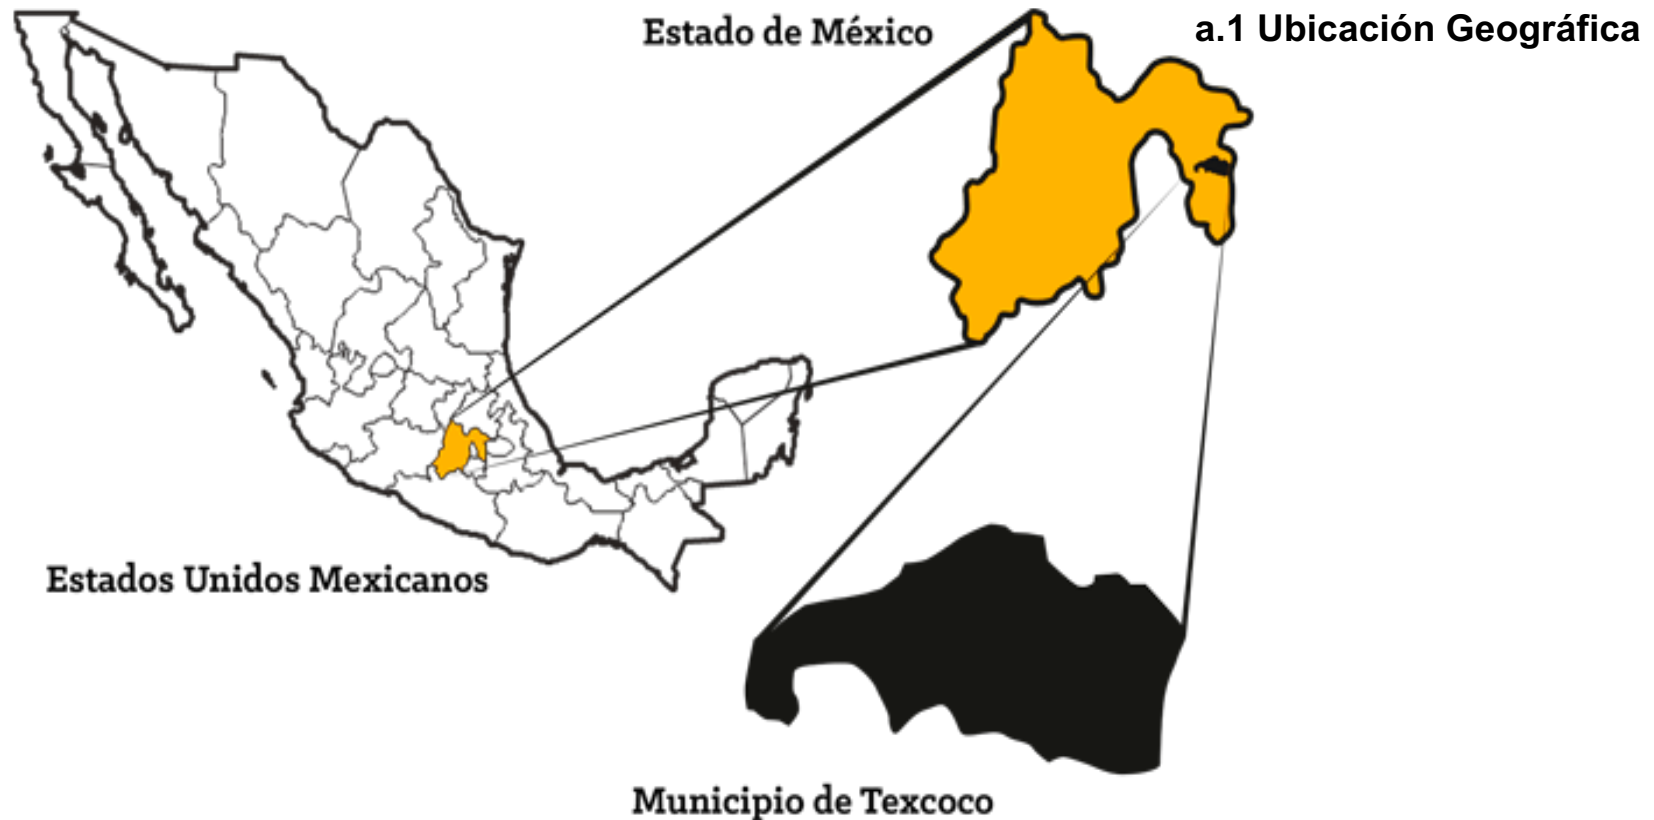 a.1 Ubicación Geográfica
Estado de México
Estados Unidos Mexicanos
Municipio de Texcoco